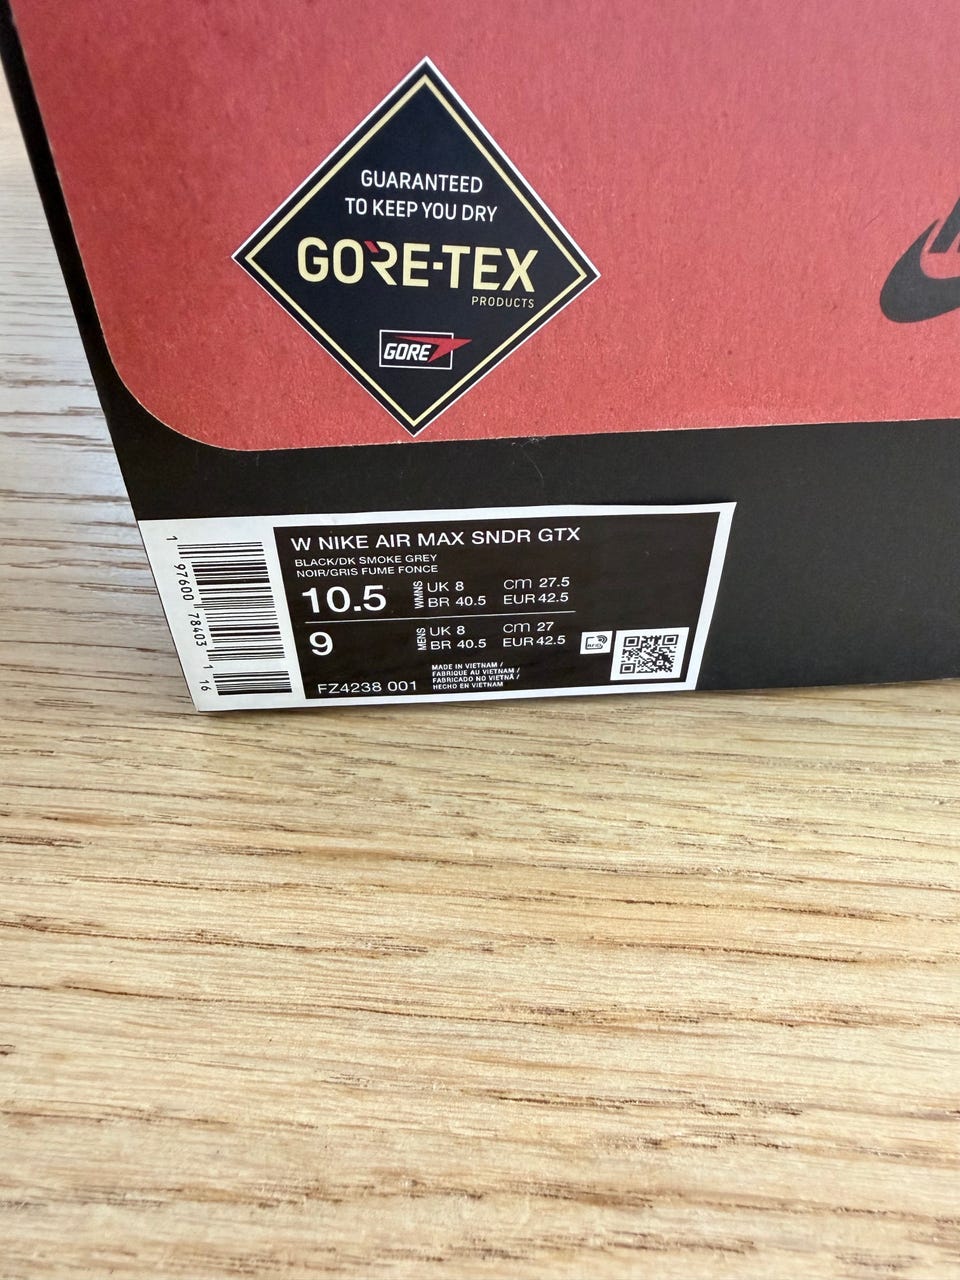 GUARANTEED
TO KEEP YOU DRY
GORE-TEX
PRODUCTS
GORE
W NIKE AIR MAX SNDR GTX
BLACK/DK SMOKE GREY
NOIR/GRIS FUME FONCE
10.5 WMNS UK 8 cm 27.5
BR 40.5 EUR 42.5
9 MENS UK 8 cm 27
BR 40.5 EUR 42.5
MADE IN VIETNAM /
FABRIQUE AU VIETNAM /
FABRICADO NO VIETNÃ /
HECHO EN VIETNAM
FZ4238 001
1 97600 78403 1 16